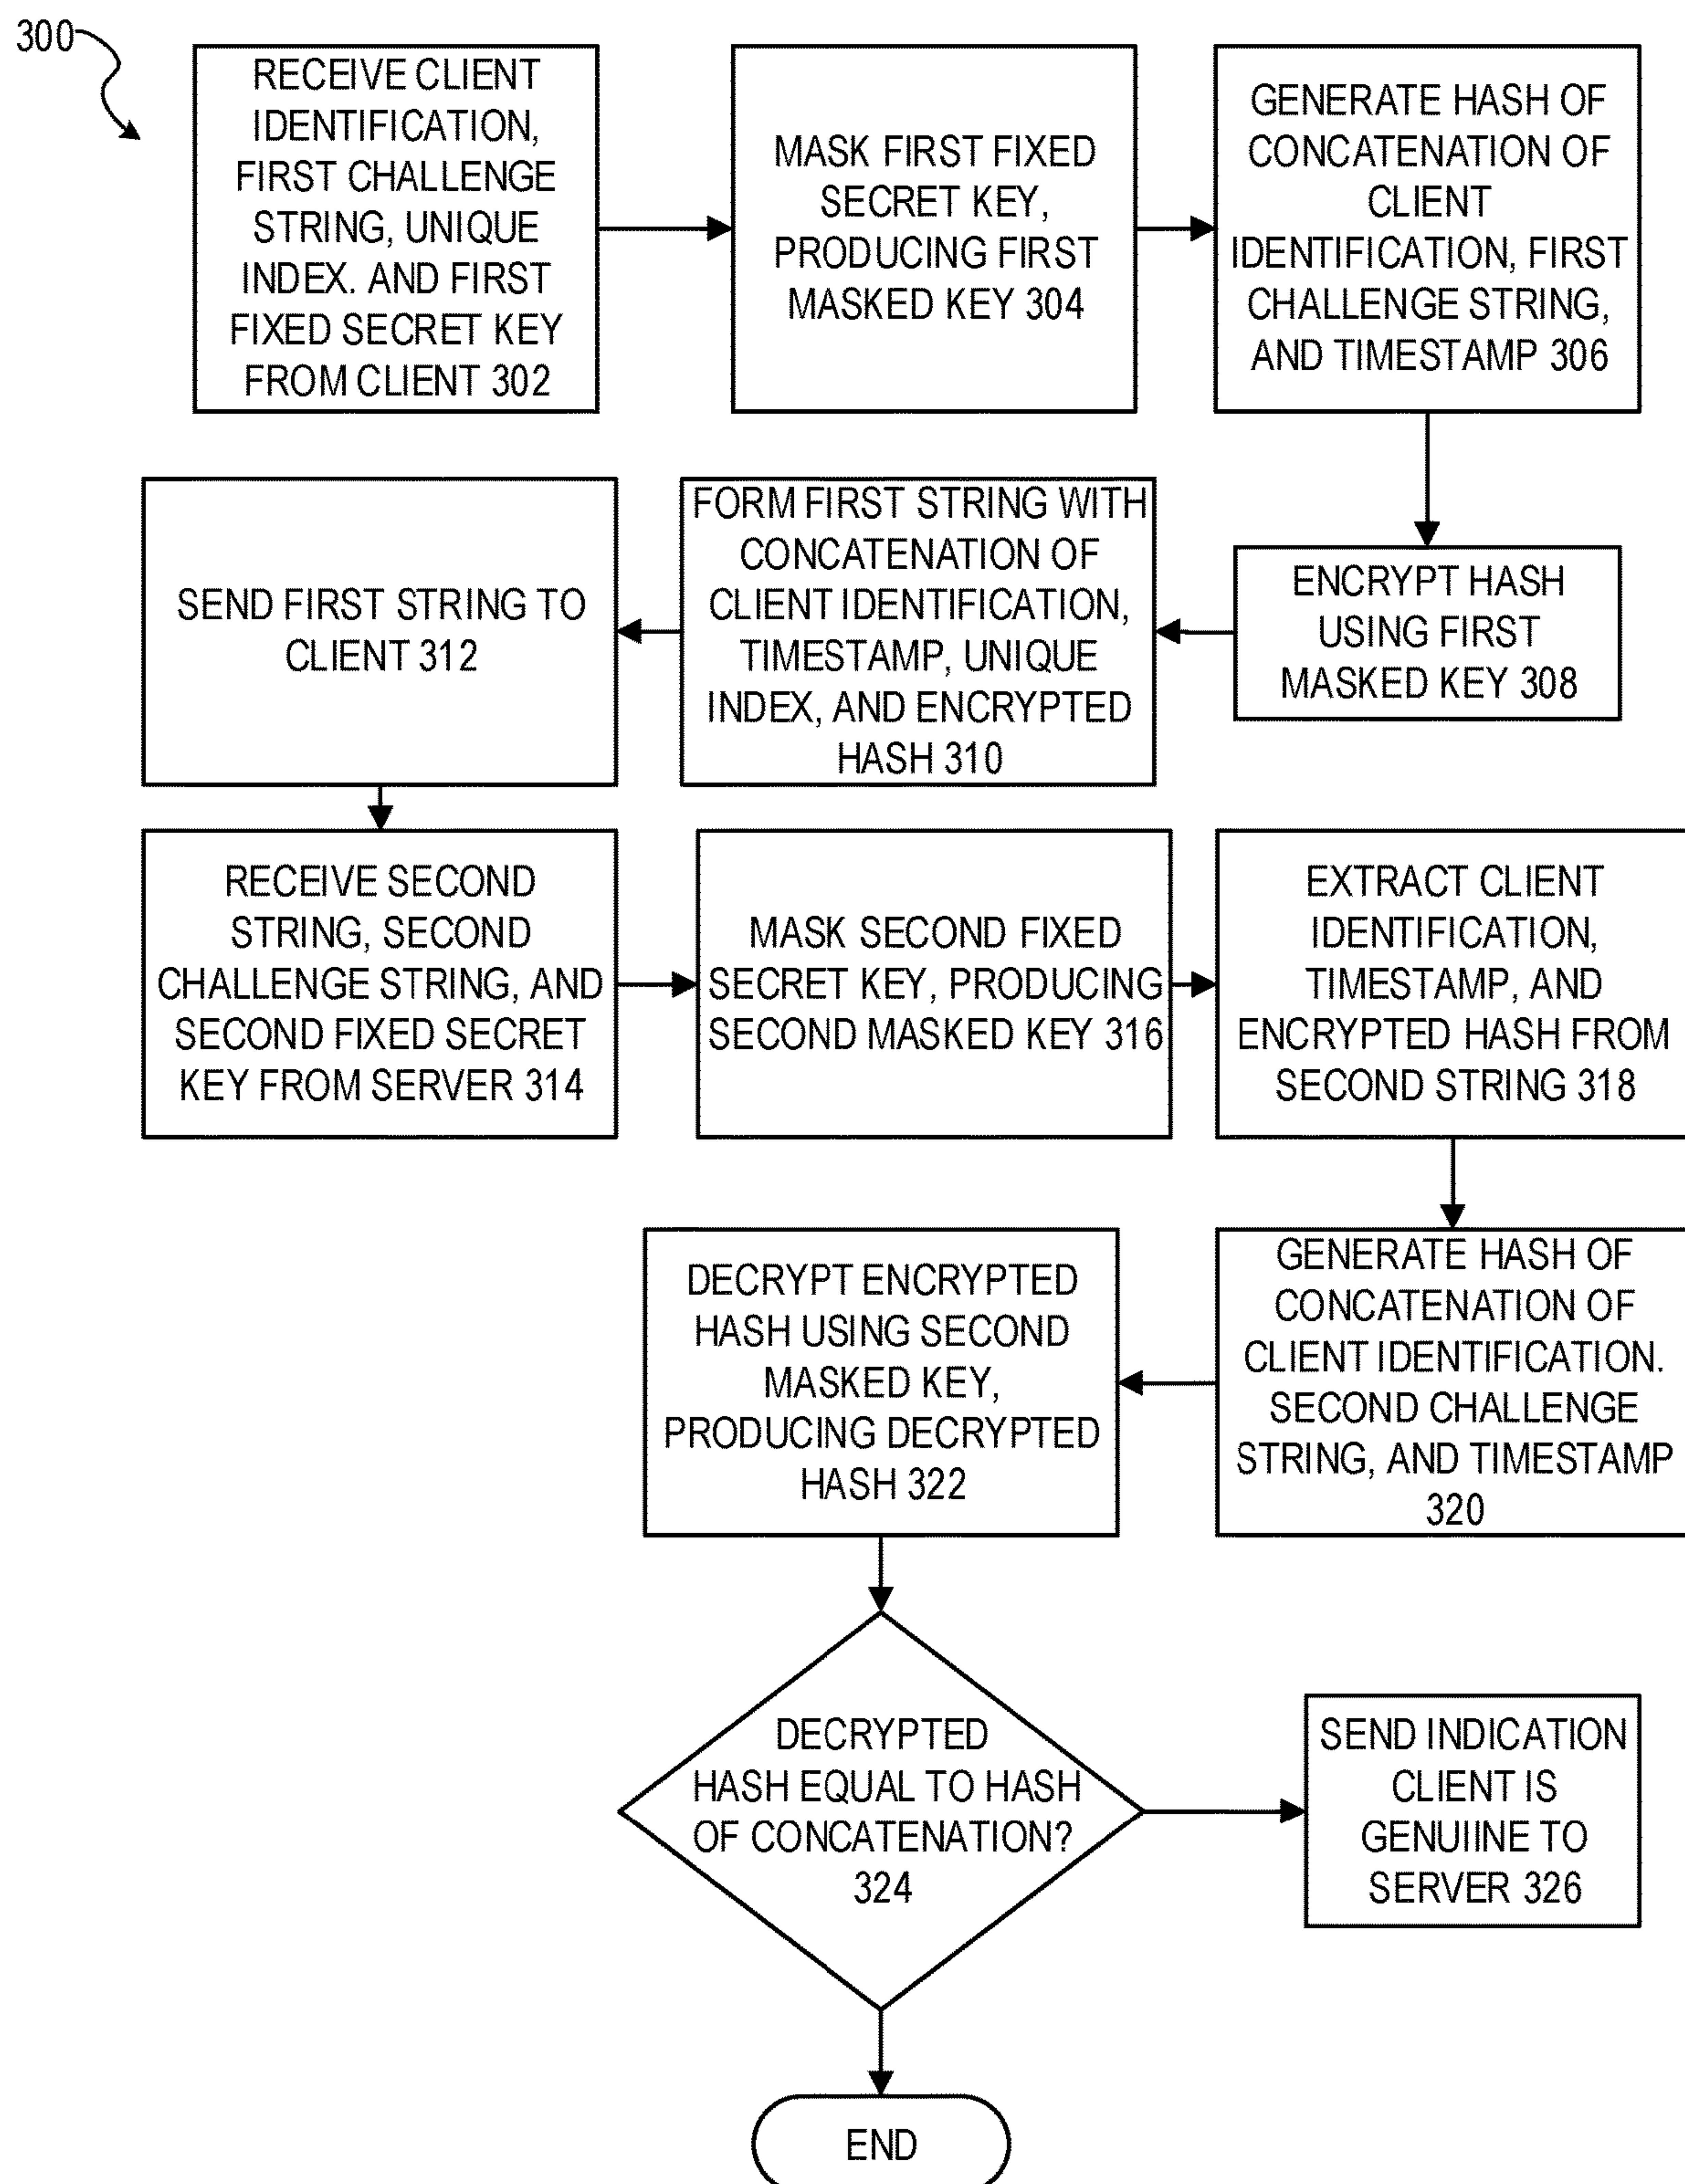 300
RECEIVE CLIENT
IDENTIFICATION,
FIRST CHALLENGE
STRING, UNIQUE
INDEX. AND FIRST
FIXED SECRET KEY
FROM CLIENT 302
MASK FIRST FIXED
SECRET KEY,
PRODUCING FIRST
MASKED KEY 304
GENERATE HASH OF
CONCATENATION OF
CLIENT
IDENTIFICATION, FIRST
CHALLENGE STRING,
AND TIMESTAMP 306
ENCRYPT HASH
USING FIRST
MASKED KEY 308
FORM FIRST STRING WITH
CONCATENATION OF
CLIENT IDENTIFICATION,
TIMESTAMP, UNIQUE
INDEX, AND ENCRYPTED
HASH 310
SEND FIRST STRING TO
CLIENT 312
RECEIVE SECOND
STRING, SECOND
CHALLENGE STRING, AND
SECOND FIXED SECRET
KEY FROM SERVER 314
MASK SECOND FIXED
SECRET KEY, PRODUCING
SECOND MASKED KEY 316
EXTRACT CLIENT
IDENTIFICATION,
TIMESTAMP, AND
ENCRYPTED HASH FROM
SECOND STRING 318
GENERATE HASH OF
CONCATENATION OF
CLIENT IDENTIFICATION.
SECOND CHALLENGE
STRING, AND TIMESTAMP
320
DECRYPT ENCRYPTED
HASH USING SECOND
MASKED KEY,
PRODUCING DECRYPTED
HASH 322
DECRYPTED
HASH EQUAL TO HASH
OF CONCATENATION?
324
SEND INDICATION
CLIENT IS
GENUIINE TO
SERVER 326
END